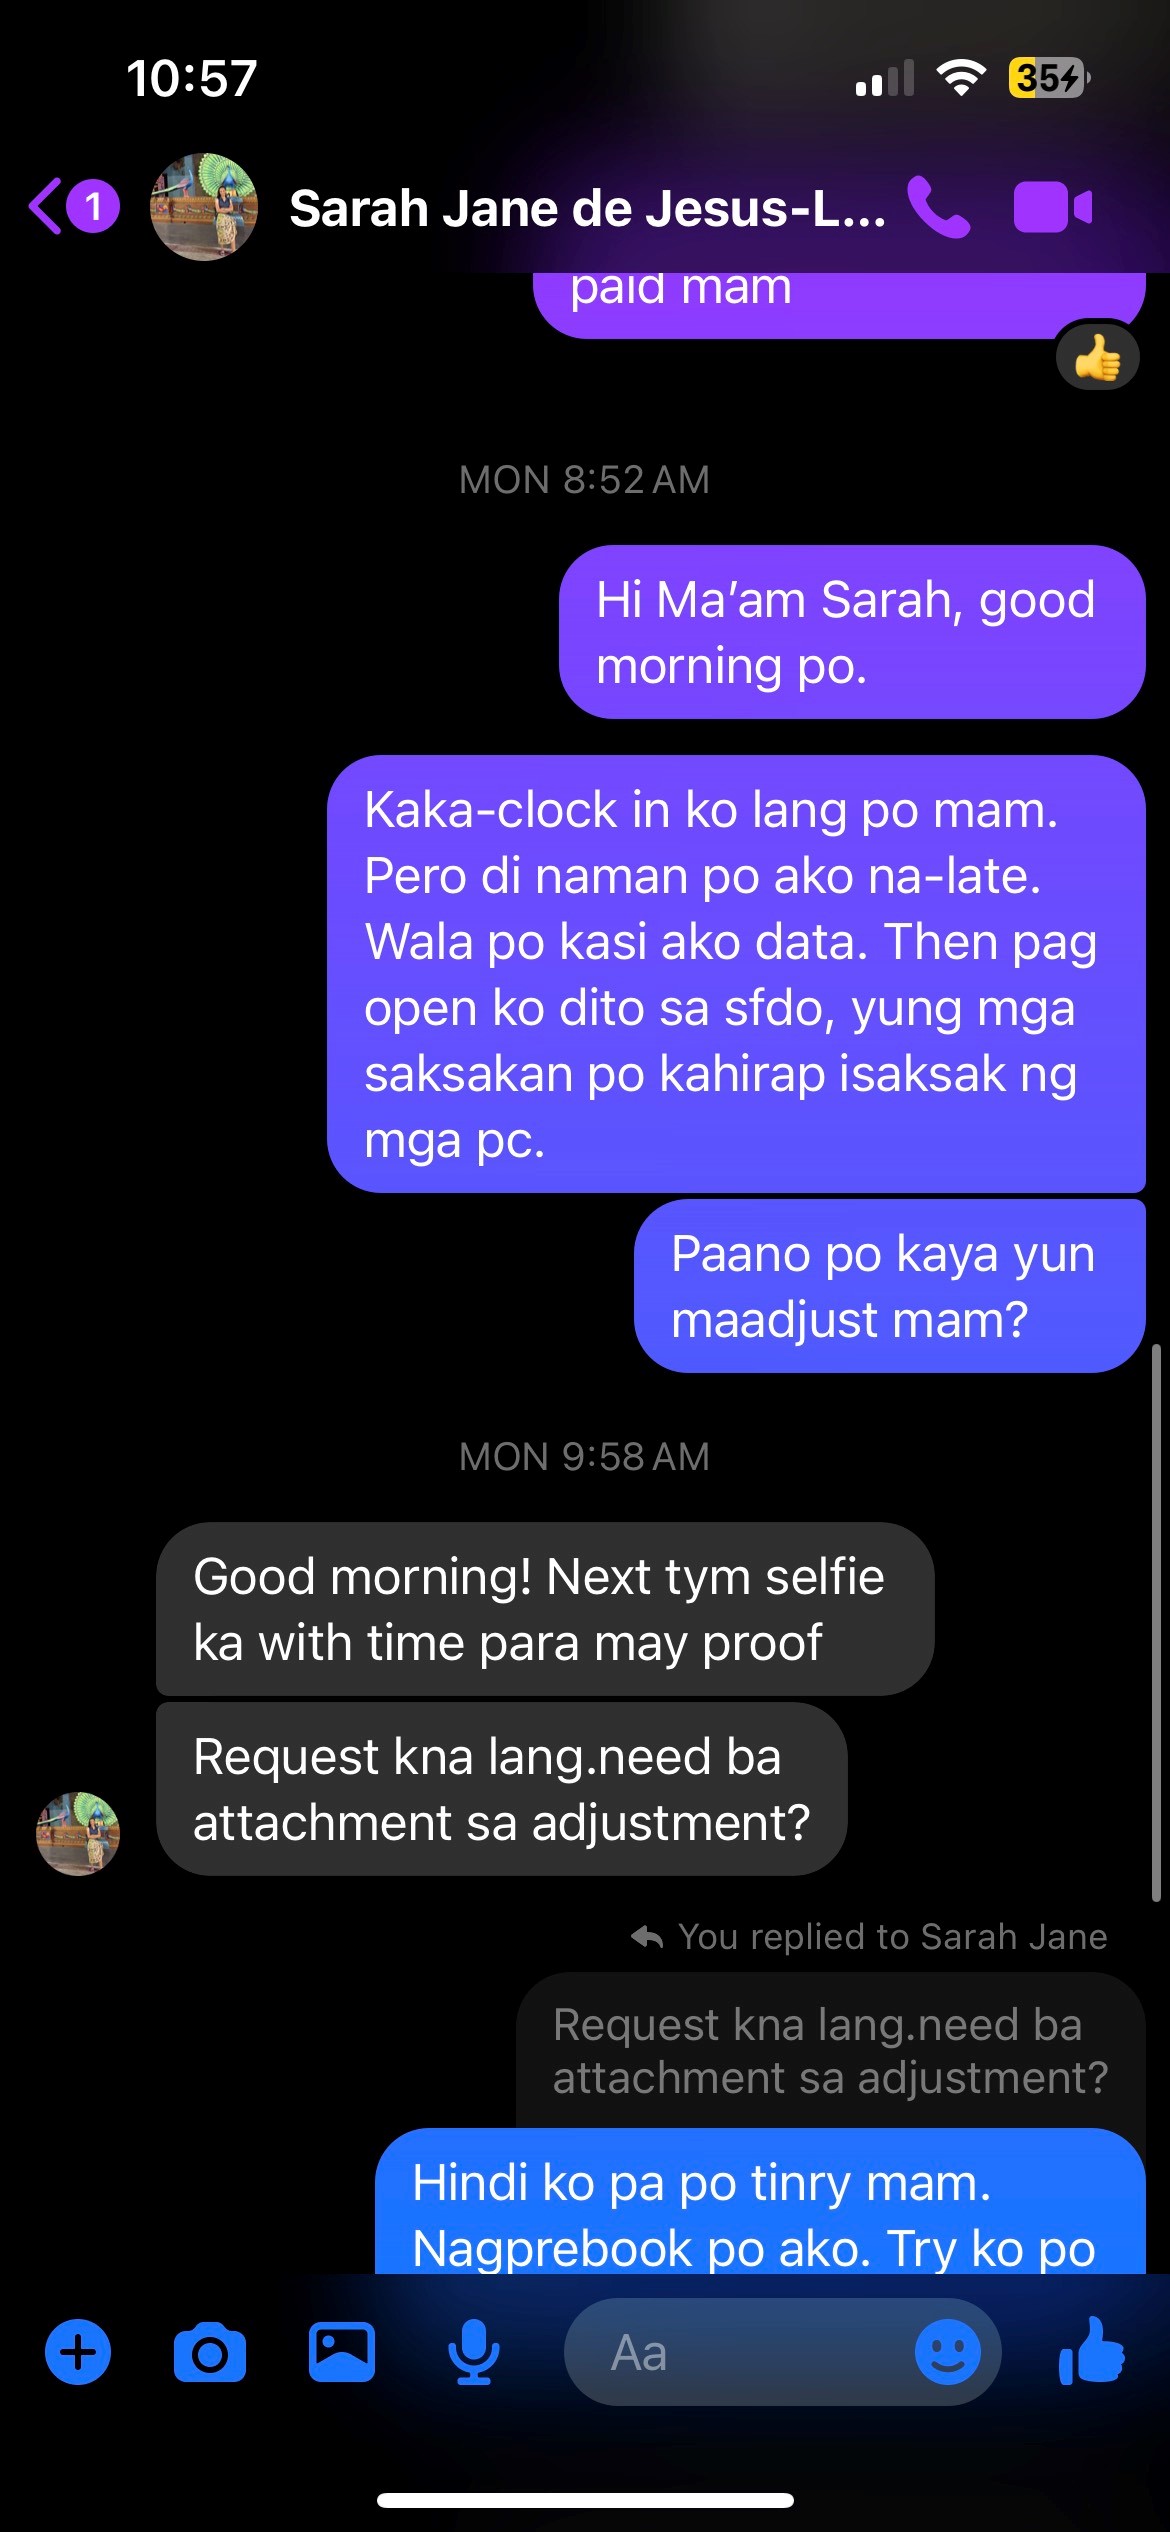 10:57
35
1
Sarah Jane de Jesus-L...
paid mam
MON 8:52 AM
Hi Ma’am Sarah, good
morning po.
Kaka-clock in ko lang po mam.
Pero di naman po ako na-late.
Wala po kasi ako data. Then pag
open ko dito sa sfdo, yung mga
saksakan po kahirap isaksak ng
mga pc.
Paano po kaya yun
maadjust mam?
MON 9:58 AM
Good morning! Next tym selfie
ka with time para may proof
Request kna lang.need ba
attachment sa adjustment?
You replied to Sarah Jane
Request kna lang.need ba
attachment sa adjustment?
Hindi ko pa po tinry mam.
Nagprebook po ako. Try ko po
Aa